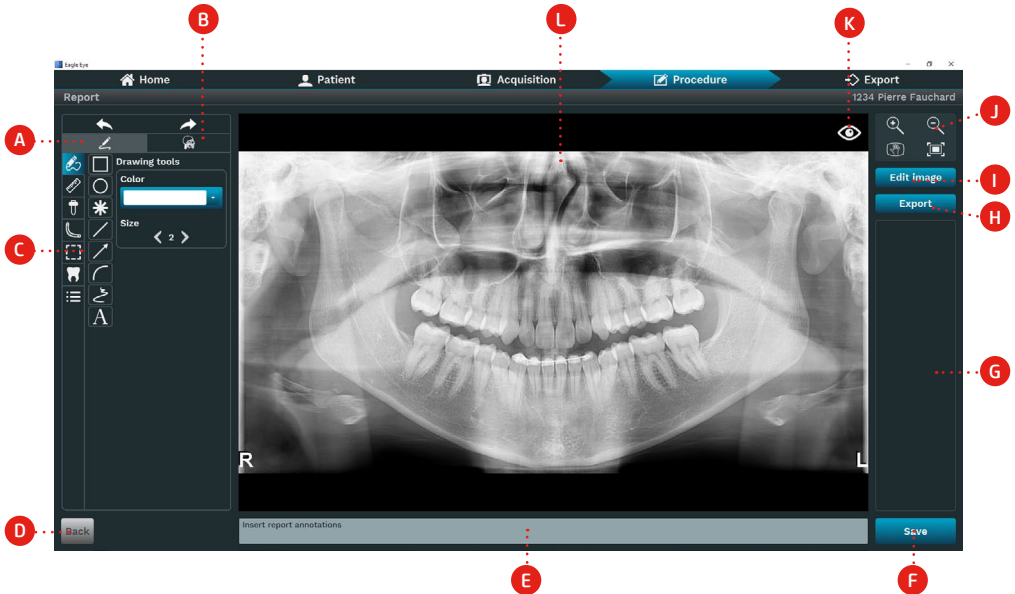 B
L
K
Eagle Eye
Home Patient Acquisition Procedure Export
Report 1234 Pierre Fauchard
J
A
Drawing tools
Color
Edit image
I
Export
H
Size
2
C
A
G
R L
Insert report annotations
D
Back
Save
E
F